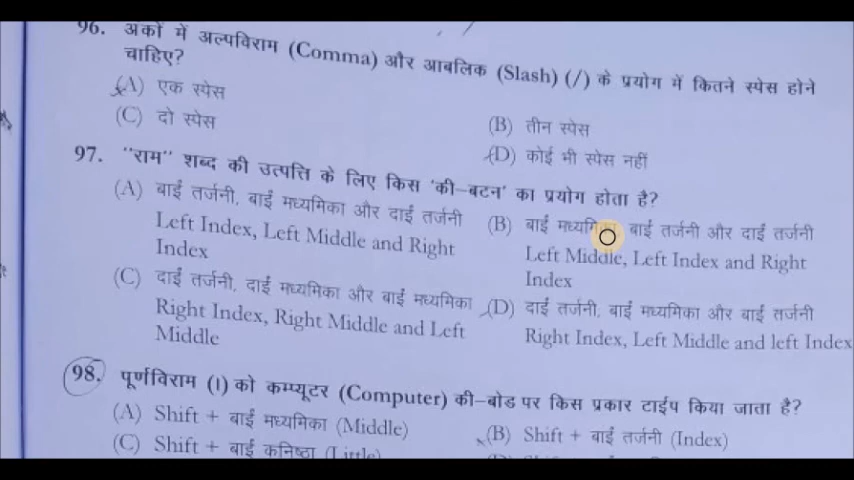 96. अंकों में अल्पविराम (Comma) और आबलिक (Slash) (/) के प्रयोग में कितने स्पेस होने
चाहिए?
(A) एक स्पेस
(B) तीन स्पेस
(C) दो स्पेस
(D) कोई भी स्पेस नहीं
97. "राम" शब्द की उत्पत्ति के लिए किस 'की-बटन' का प्रयोग होता है?
(A) बाईं तर्जनी, बाईं मध्यमिका और दाईं तर्जनी
Left Index, Left Middle and Right
Index
(B) बाईं मध्यमिका, बाईं तर्जनी और दाईं तर्जनी
Left Middle, Left Index and Right
Index
(C) दाईं तर्जनी, दाईं मध्यमिका और बाईं मध्यमिका
Right Index, Right Middle and Left
Middle
(D) दाईं तर्जनी, बाईं मध्यमिका और बाईं तर्जनी
Right Index, Left Middle and left Index
98. पूर्णविराम (।) को कम्प्यूटर (Computer) की-बोड पर किस प्रकार टाईप किया जाता है?
(A) Shift + बाईं मध्यमिका (Middle)
(B) Shift + बाईं तर्जनी (Index)
(C) Shift + बाईं कनिष्ठा (Little)